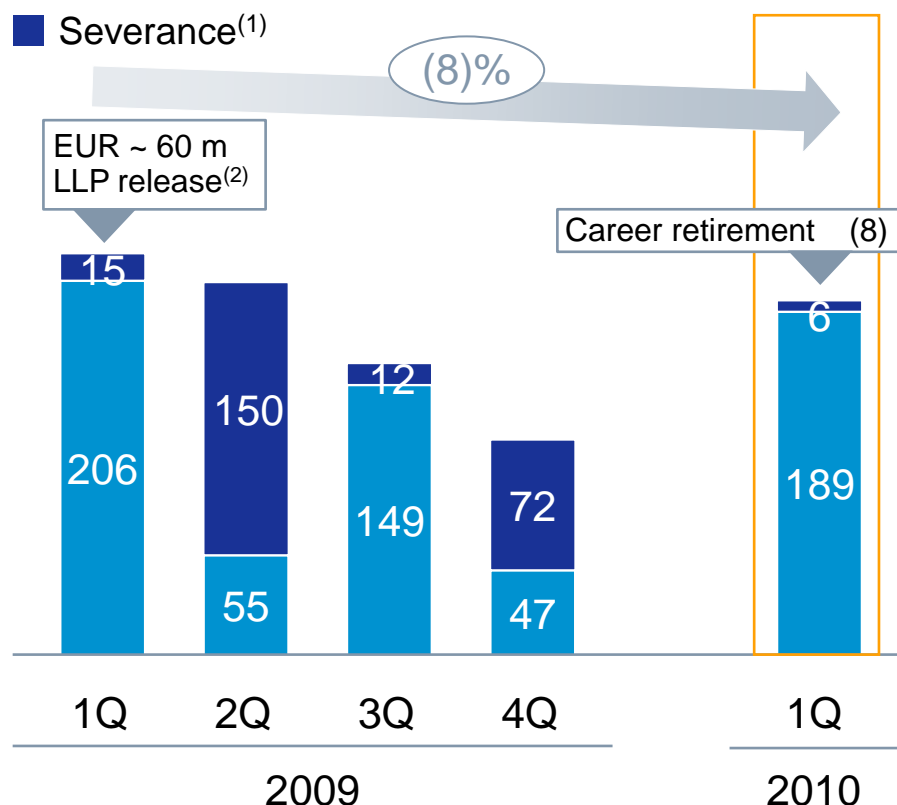 Severance(1)
(8)%
EUR ~ 60 m
LLP release(2)
Career retirement (8)
15
206
150
55
12
149
72
47
6
189
1Q 2Q 3Q 4Q 1Q
2009 2010